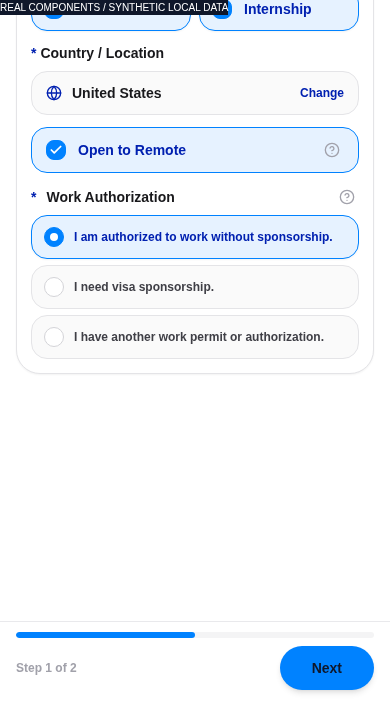 REAL COMPONENTS / SYNTHETIC LOCAL DATA
Internship
* Country / Location
United States
Change
Open to Remote
* Work Authorization
I am authorized to work without sponsorship.
I need visa sponsorship.
I have another work permit or authorization.
Step 1 of 2
Next